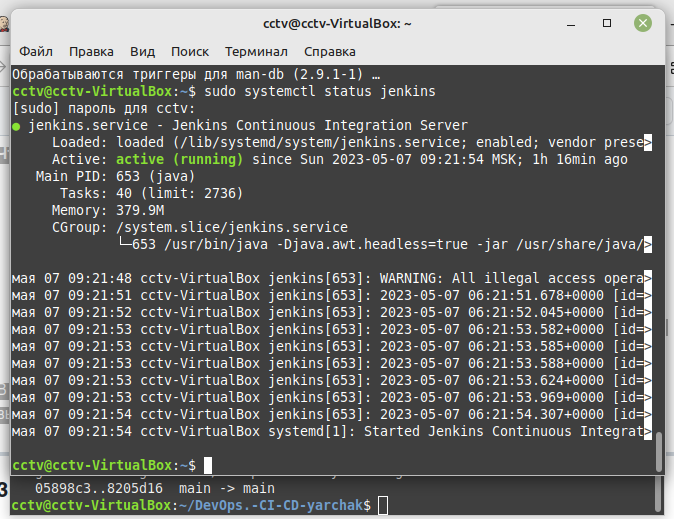 cctv@cctv-VirtualBox: ~
Файл Правка Вид Поиск Терминал Справка
Обрабатываются триггеры для man-db (2.9.1-1) …
cctv@cctv-VirtualBox:~$ sudo systemctl status jenkins
[sudo] пароль для cctv:
● jenkins.service - Jenkins Continuous Integration Server
Loaded: loaded (/lib/systemd/system/jenkins.service; enabled; vendor prese>
Active: active (running) since Sun 2023-05-07 09:21:54 MSK; 1h 16min ago
Main PID: 653 (java)
Tasks: 40 (limit: 2736)
Memory: 379.9M
CGroup: /system.slice/jenkins.service
└─653 /usr/bin/java -Djava.awt.headless=true -jar /usr/share/java/>
мая 07 09:21:48 cctv-VirtualBox jenkins[653]: WARNING: All illegal access opera>
мая 07 09:21:51 cctv-VirtualBox jenkins[653]: 2023-05-07 06:21:51.678+0000 [id=>
мая 07 09:21:52 cctv-VirtualBox jenkins[653]: 2023-05-07 06:21:52.045+0000 [id=>
мая 07 09:21:53 cctv-VirtualBox jenkins[653]: 2023-05-07 06:21:53.582+0000 [id=>
мая 07 09:21:53 cctv-VirtualBox jenkins[653]: 2023-05-07 06:21:53.585+0000 [id=>
мая 07 09:21:53 cctv-VirtualBox jenkins[653]: 2023-05-07 06:21:53.588+0000 [id=>
мая 07 09:21:53 cctv-VirtualBox jenkins[653]: 2023-05-07 06:21:53.624+0000 [id=>
мая 07 09:21:53 cctv-VirtualBox jenkins[653]: 2023-05-07 06:21:53.969+0000 [id=>
мая 07 09:21:54 cctv-VirtualBox jenkins[653]: 2023-05-07 06:21:54.307+0000 [id=>
мая 07 09:21:54 cctv-VirtualBox systemd[1]: Started Jenkins Continuous Integrat>
cctv@cctv-VirtualBox:~$
05898c3..8205d16 main -> main
cctv@cctv-VirtualBox:~/DevOps.-CI-CD-yarchak$